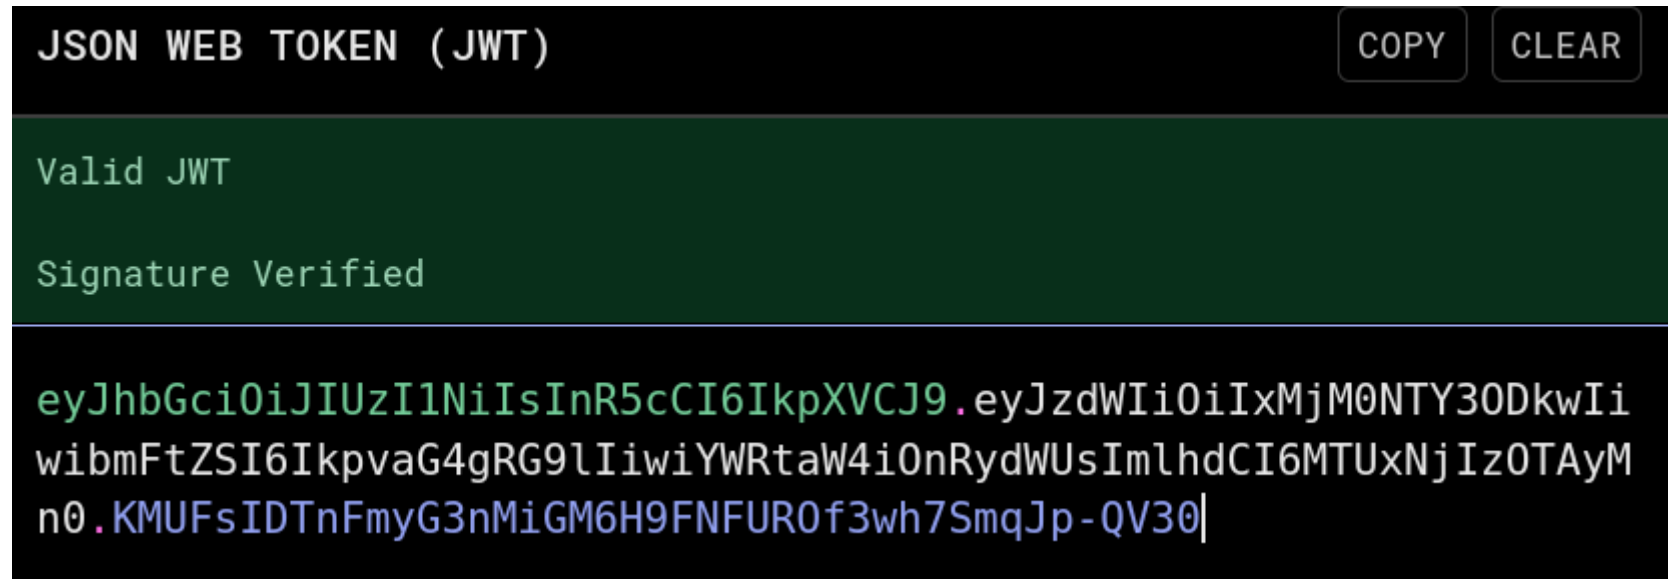 JSON WEB TOKEN (JWT) COPY CLEAR
Valid JWT
Signature Verified
eyJhbGciOiJIUzI1NiIsInR5cCI6IkpXVCJ9.eyJzdWIiOiIxMjM0NTY3ODkwIi
wibmFtZSI6IkpvaG4gRG9lIiwiYWRtaW4iOnRydWUsImlhdCI6MTUxNjIzOTAyM
n0.KMUFsIDTnFmyG3nMiGM6H9FNFUROf3wh7SmqJp-QV30